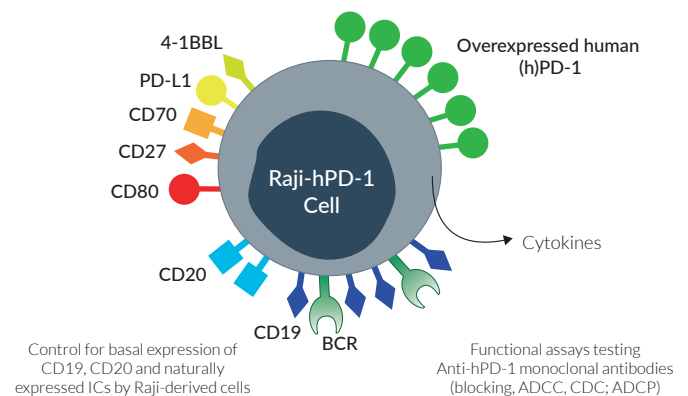 4-1BBL
Overexpressed human
(h)PD-1
PD-L1
CD70
CD27
CD80
Raji-hPD-1
Cell
Cytokines
CD20
CD19
BCR
Control for basal expression of
CD19, CD20 and naturally
expressed ICs by Raji-derived cells
Functional assays testing
Anti-hPD-1 monoclonal antibodies
(blocking, ADCC, CDC; ADCP)